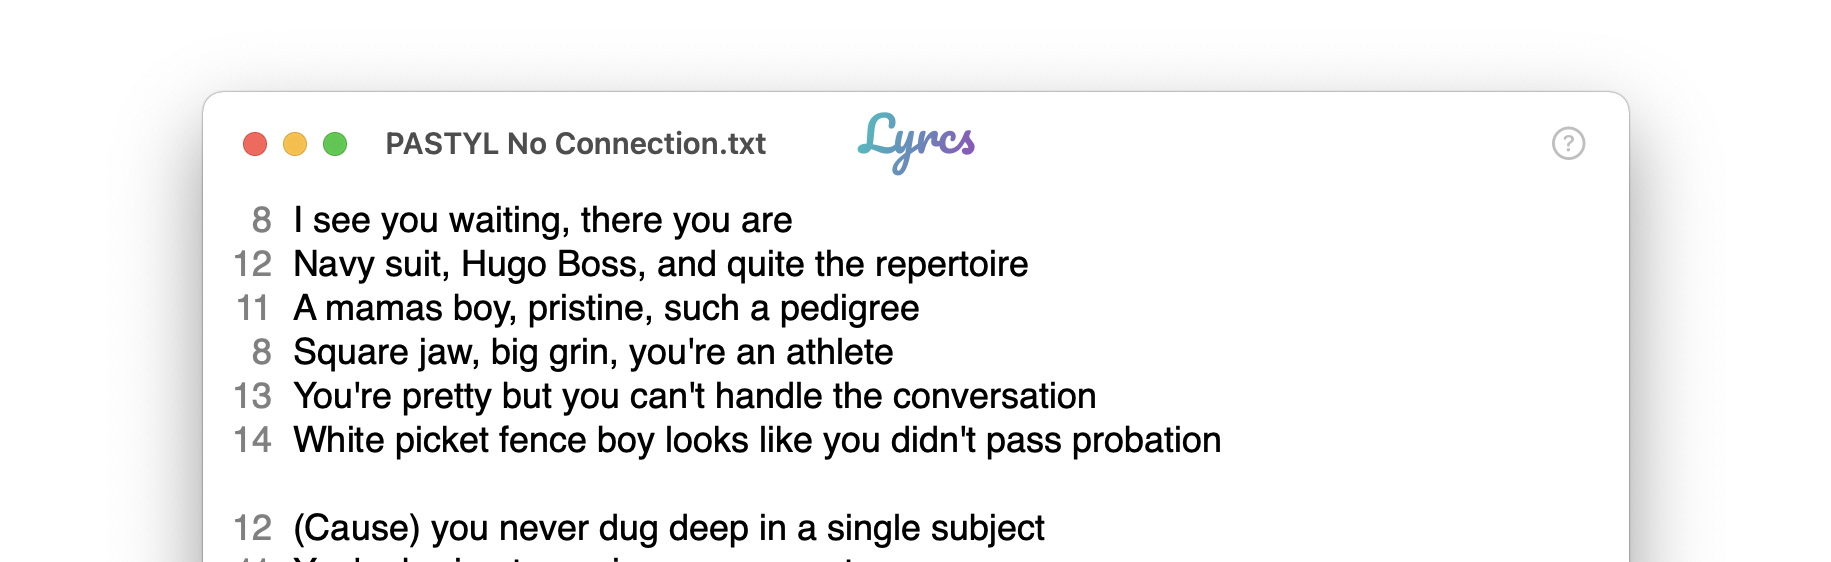 PASTYL No Connection.txt
Lyrcs
?
8 I see you waiting, there you are
12 Navy suit, Hugo Boss, and quite the repertoire
11 A mamas boy, pristine, such a pedigree
8 Square jaw, big grin, you're an athlete
13 You're pretty but you can't handle the conversation
14 White picket fence boy looks like you didn't pass probation
12 (Cause) you never dug deep in a single subject